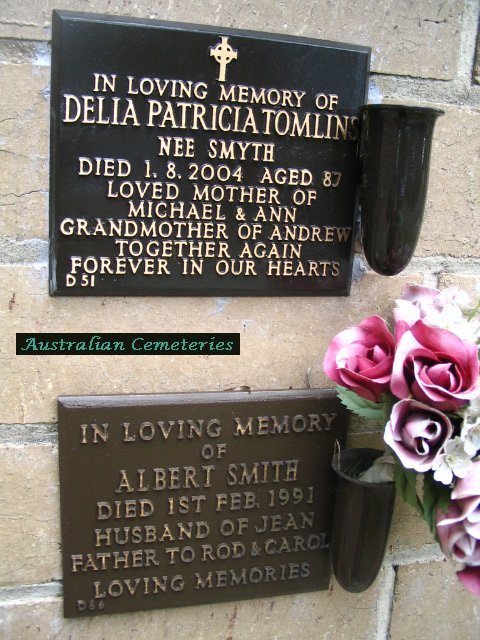 IN LOVING MEMORY OF
DELIA PATRICIA TOMLINS
NEE SMYTH
DIED 1.8.2004 AGED 87
LOVED MOTHER OF
MICHAEL & ANN
GRANDMOTHER OF ANDREW
TOGETHER AGAIN
FOREVER IN OUR HEARTS
D 51
Australian Cemeteries
IN LOVING MEMORY
OF
ALBERT SMITH
DIED 1ST FEB. 1991
HUSBAND OF JEAN
FATHER TO ROD & CAROL
LOVING MEMORIES
D66